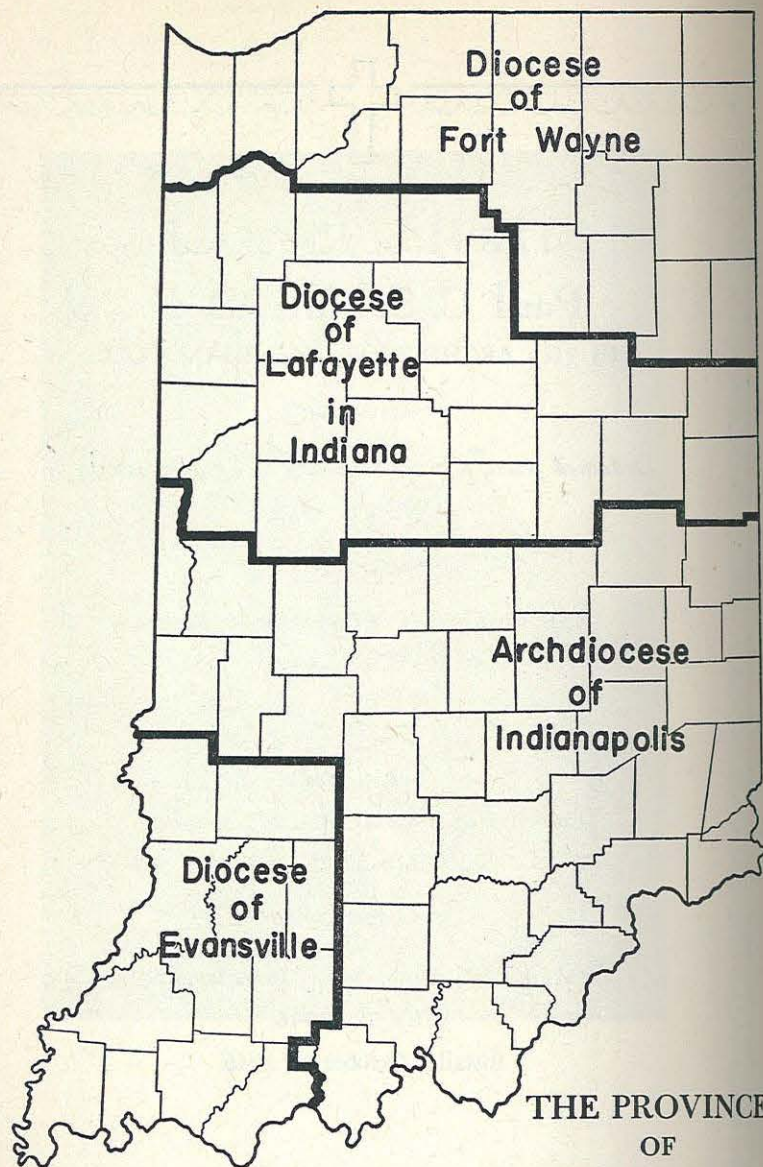 Diocese
of
Fort Wayne
Diocese
of
Lafayette
in
Indiana
Archdiocese
of
Indianapolis
Diocese
of
Evansville
THE PROVINCE
OF